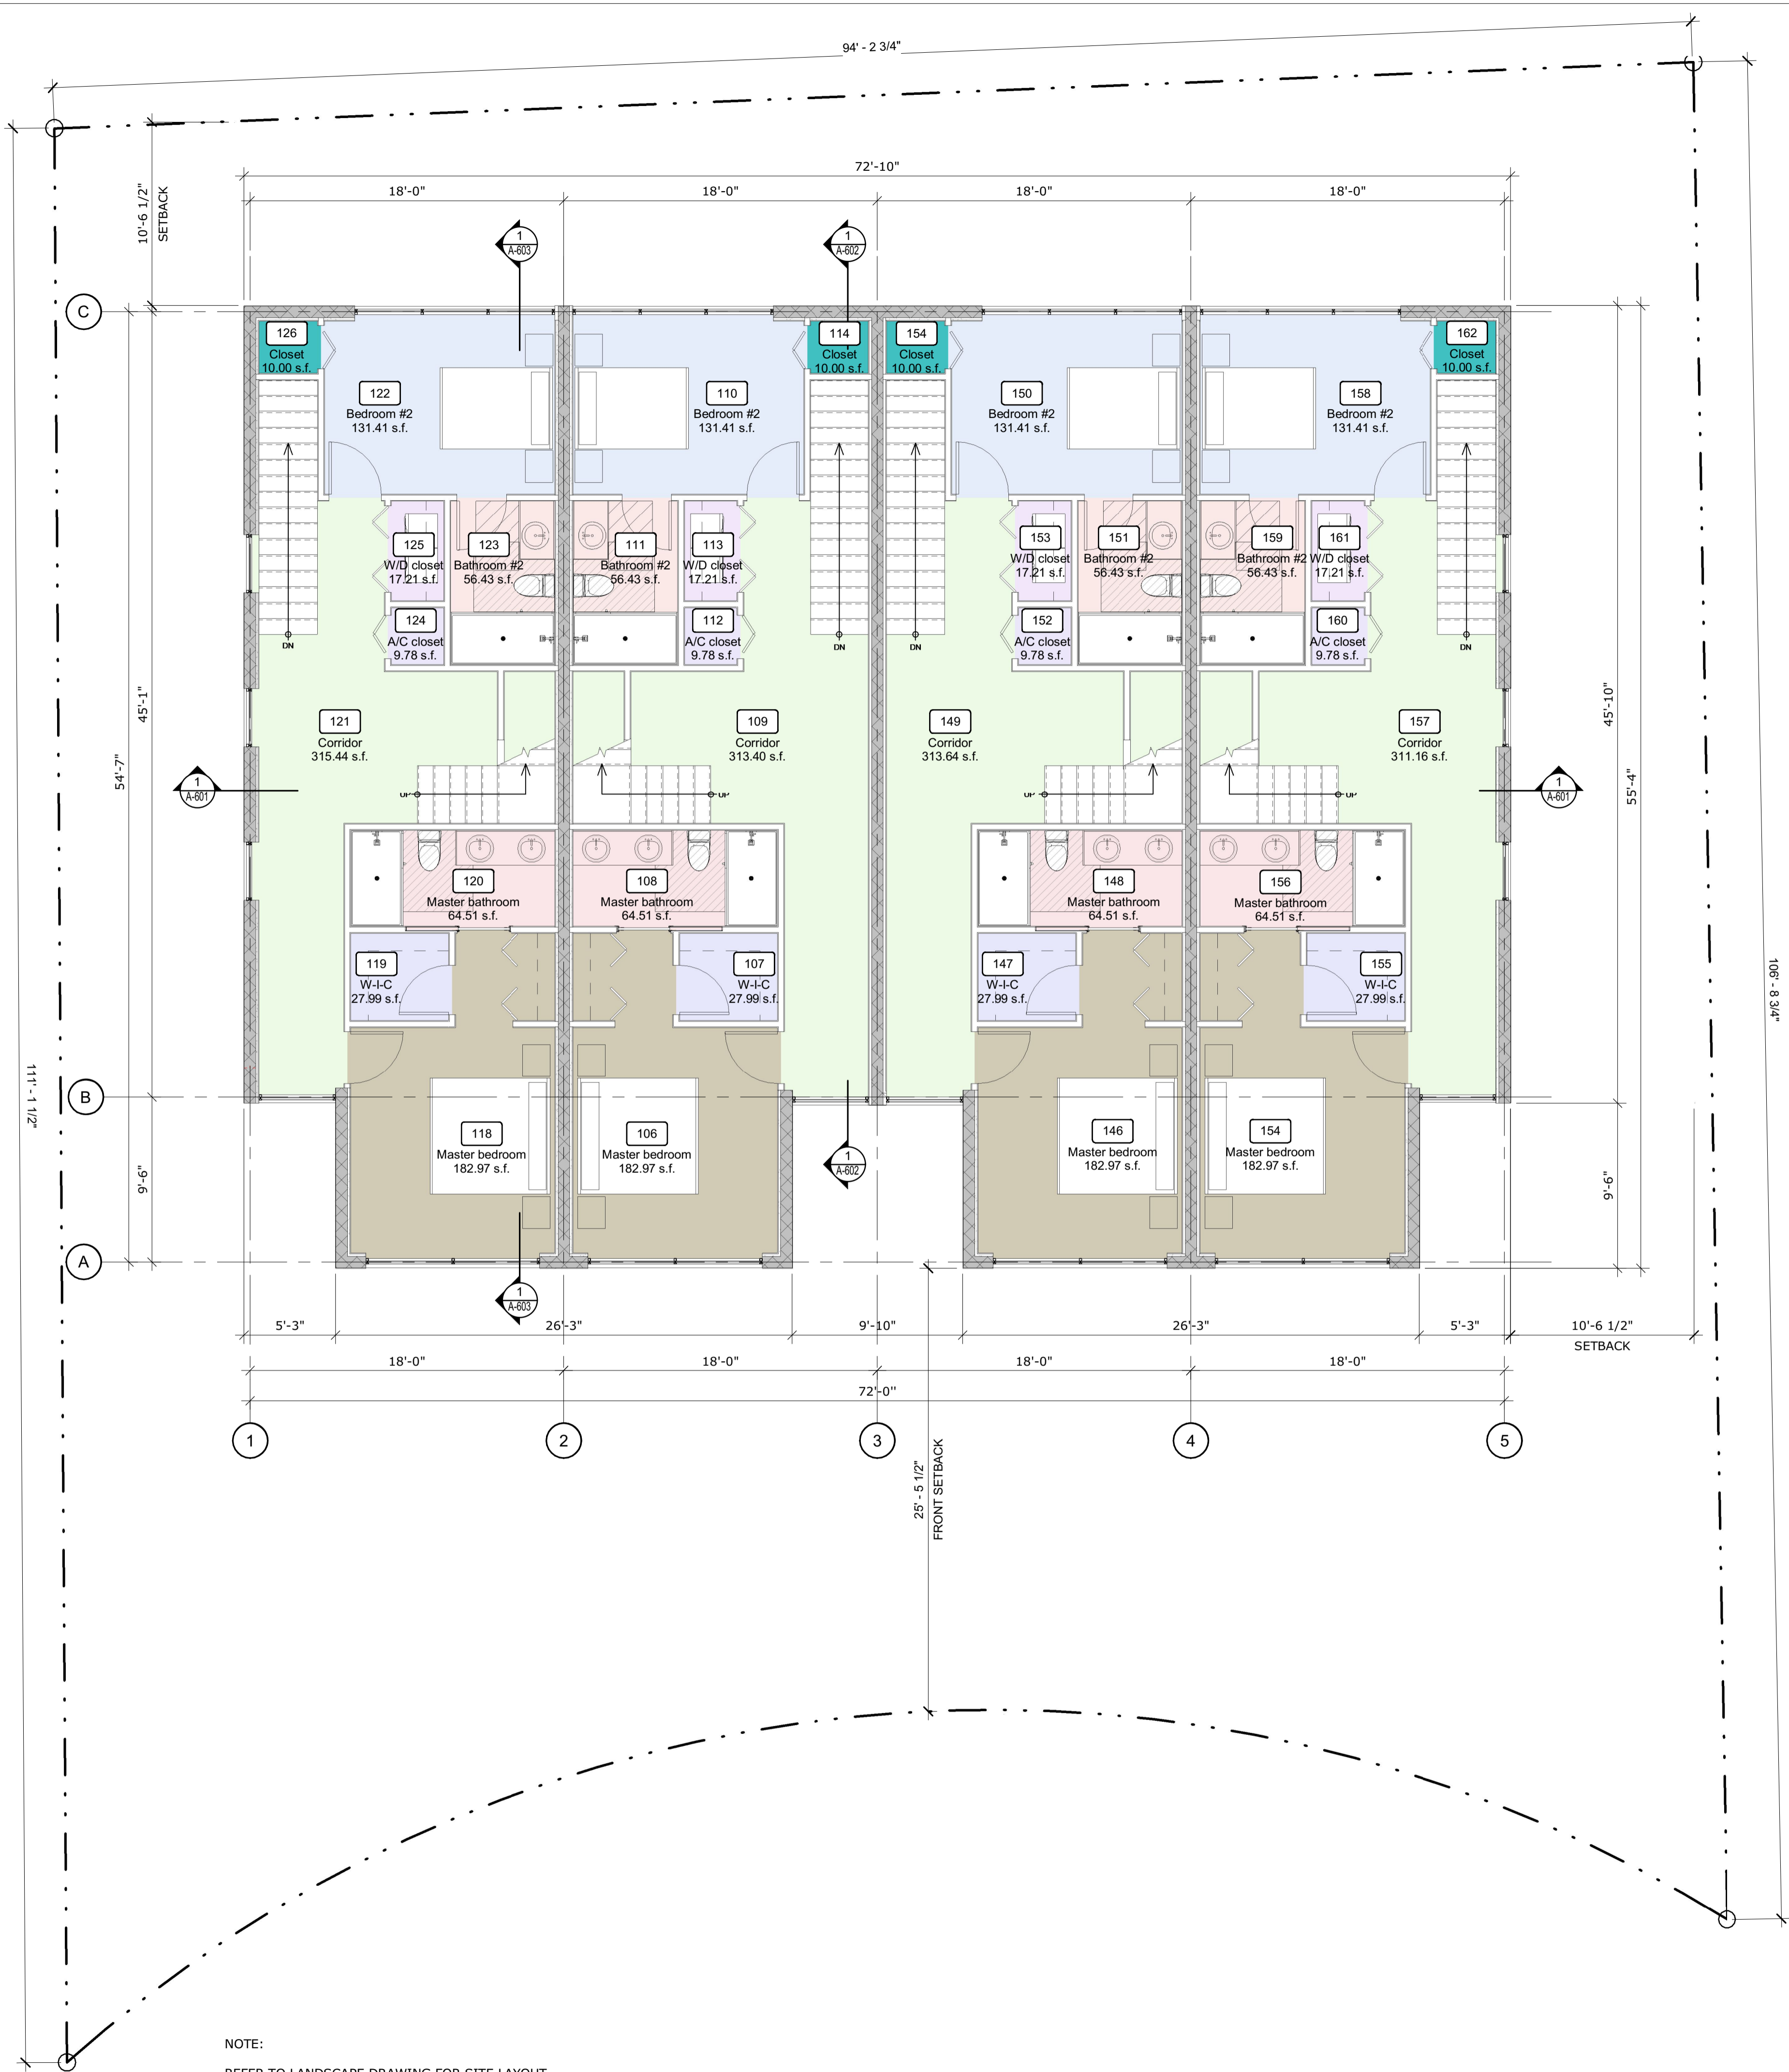 94' - 2 3/4"
72'-10"
18'-0"
18'-0"
18'-0"
18'-0"
10'-6 1/2"
SETBACK
1
A-603
1
A-602
C
126
Closet
10.00 s.f.
114
Closet
10.00 s.f.
154
Closet
10.00 s.f.
162
Closet
10.00 s.f.
122
Bedroom #2
131.41 s.f.
110
Bedroom #2
131.41 s.f.
150
Bedroom #2
131.41 s.f.
158
Bedroom #2
131.41 s.f.
125
W/D closet
17.21 s.f.
123
Bathroom #2
56.43 s.f.
111
Bathroom #2
56.43 s.f.
113
W/D closet
17.21 s.f.
153
W/D closet
17.21 s.f.
151
Bathroom #2
56.43 s.f.
159
Bathroom #2
56.43 s.f.
161
W/D closet
17.21 s.f.
124
A/C closet
9.78 s.f.
112
A/C closet
9.78 s.f.
152
A/C closet
9.78 s.f.
160
A/C closet
9.78 s.f.
DN
DN
DN
DN
54'-7"
45'-1"
45'-10"
55'-4"
121
Corridor
315.44 s.f.
109
Corridor
313.40 s.f.
149
Corridor
313.64 s.f.
157
Corridor
311.16 s.f.
1
A-601
1
A-601
UP
UP
UP
UP
120
Master bathroom
64.51 s.f.
108
Master bathroom
64.51 s.f.
148
Master bathroom
64.51 s.f.
156
Master bathroom
64.51 s.f.
119
W-I-C
27.99 s.f.
107
W-I-C
27.99 s.f.
147
W-I-C
27.99 s.f.
155
W-I-C
27.99 s.f.
111' - 1 1/2"
106' - 8 3/4"
B
118
Master bedroom
182.97 s.f.
106
Master bedroom
182.97 s.f.
146
Master bedroom
182.97 s.f.
154
Master bedroom
182.97 s.f.
1
A-602
9'-6"
9'-6"
A
1
A-603
5'-3"
26'-3"
9'-10"
26'-3"
5'-3"
10'-6 1/2"
SETBACK
18'-0"
18'-0"
18'-0"
18'-0"
72'-0''
1
2
3
4
5
25' - 5 1/2"
FRONT SETBACK
NOTE:
REFER TO LANDSCAPE DRAWING FOR SITE LAYOUT